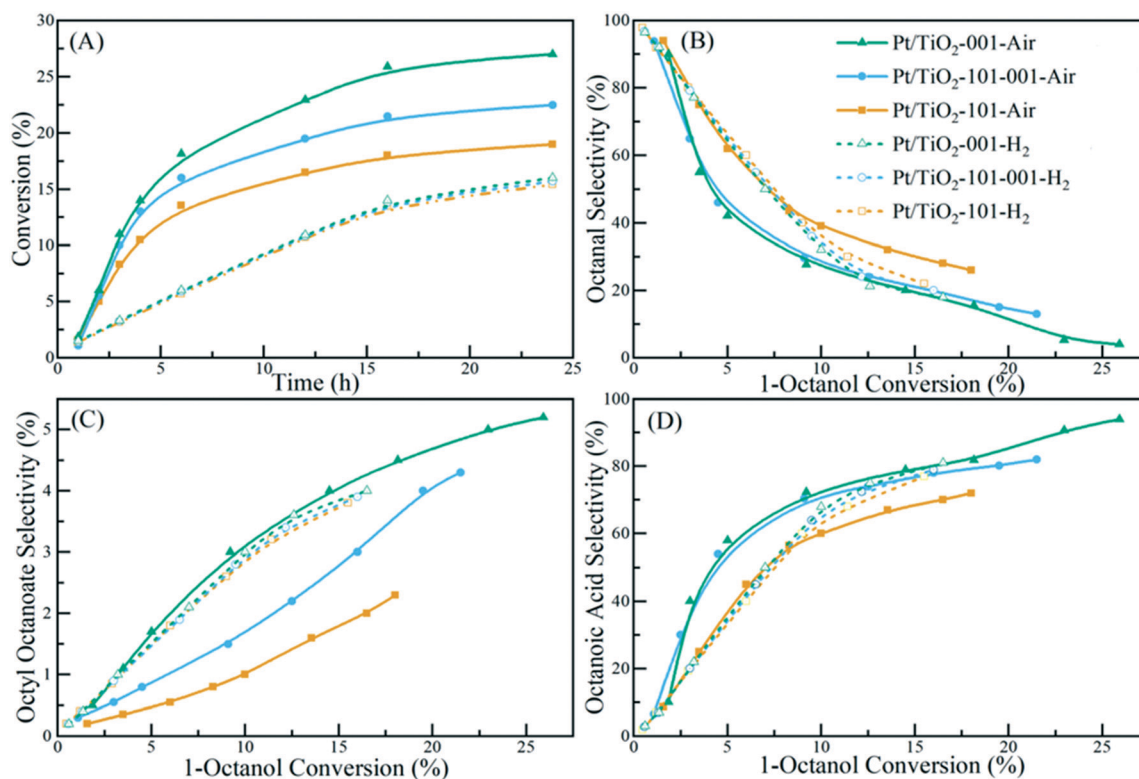 (A)
Conversion (%)
30
25
20
15
10
5
0
0 5 10 15 20 25
Time (h)
(B)
Octanal Selectivity (%)
100
80
60
40
20
0
0 5 10 15 20 25
1-Octanol Conversion (%)
Pt/TiO₂-001-Air
Pt/TiO₂-101-001-Air
Pt/TiO₂-101-Air
Pt/TiO₂-001-H₂
Pt/TiO₂-101-001-H₂
Pt/TiO₂-101-H₂
(C)
Octyl Octanoate Selectivity (%)
5
4
3
2
1
0
0 5 10 15 20 25
1-Octanol Conversion (%)
(D)
Octanoic Acid Selectivity (%)
100
80
60
40
20
0
0 5 10 15 20 25
1-Octanol Conversion (%)